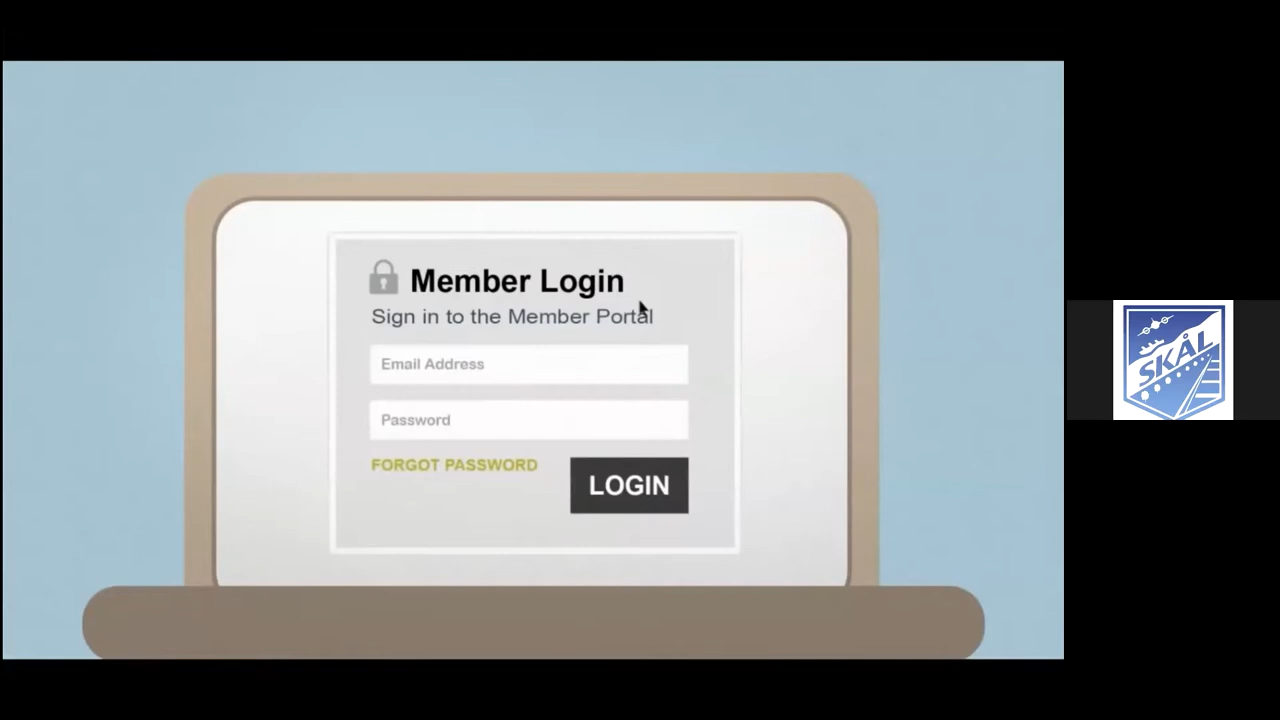 Member Login
Sign in to the Member Portal
Email Address
Password
FORGOT PASSWORD
LOGIN
SKÅL